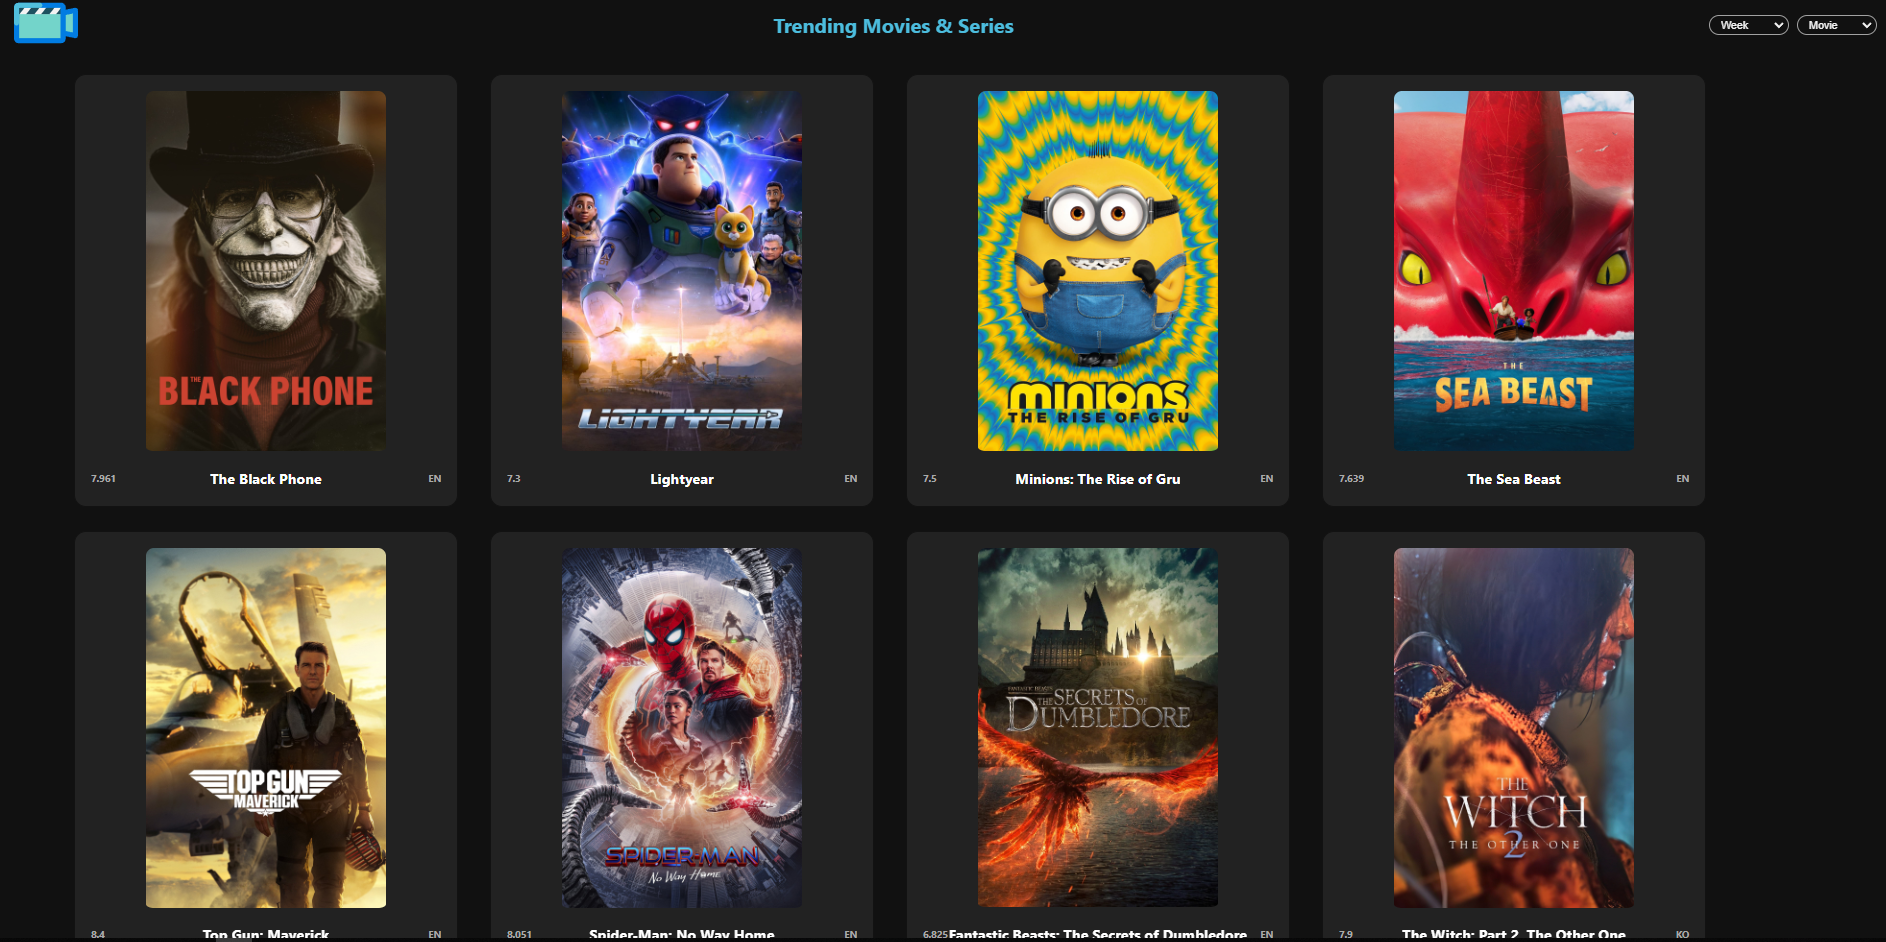 Trending Movies & Series
Week
Movie
THE
BLACK PHONE
7.961 The Black Phone EN
LIGHTYEAR
7.3 Lightyear EN
MINIONS
THE RISE OF GRU
7.5 Minions: The Rise of Gru EN
THE
SEA BEAST
7.639 The Sea Beast EN
TOP GUN
MAVERICK
8.4 Top Gun: Maverick EN
SPIDER-MAN
No Way Home
8.051 Spider-Man: No Way Home EN
FANTASTIC BEASTS
THE SECRETS OF
DUMBLEDORE
6.825 Fantastic Beasts: The Secrets of Dumbledore EN
THE
WITCH
2
THE OTHER ONE
7.9 The Witch: Part 2. The Other One KO